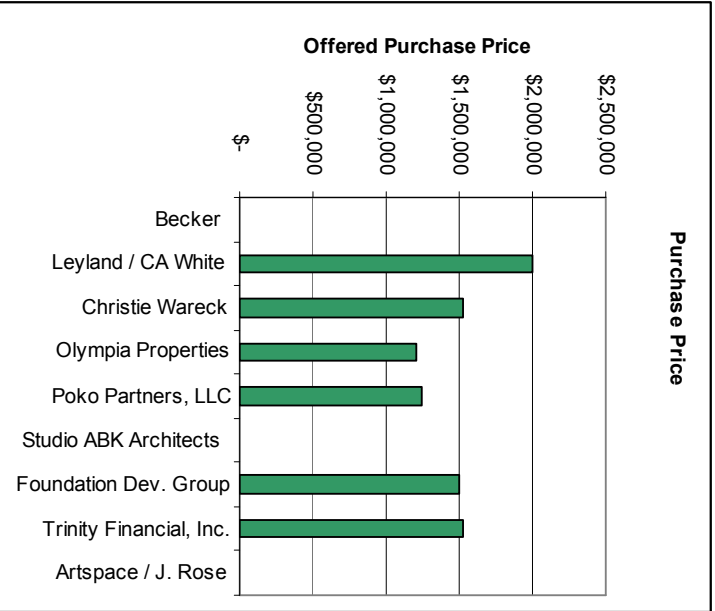 Purchase Price
Offered Purchase Price
$2,500,000
$2,000,000
$1,500,000
$1,000,000
$500,000
$-
Becker
Leyland / CA White
Christie Wareck
Olympia Properties
Poko Partners, LLC
Studio ABK Architects
Foundation Dev. Group
Trinity Financial, Inc.
Artspace / J. Rose